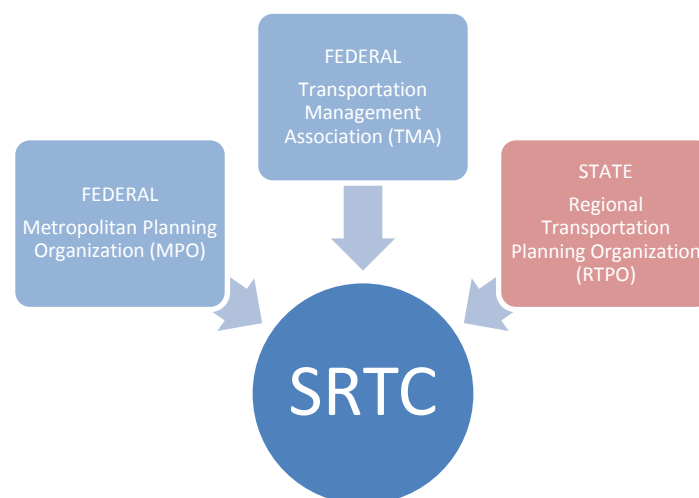 FEDERAL
Transportation
Management
Association (TMA)
FEDERAL
Metropolitan Planning
Organization (MPO)
STATE
Regional
Transportation
Planning Organization
(RTPO)
SRTC